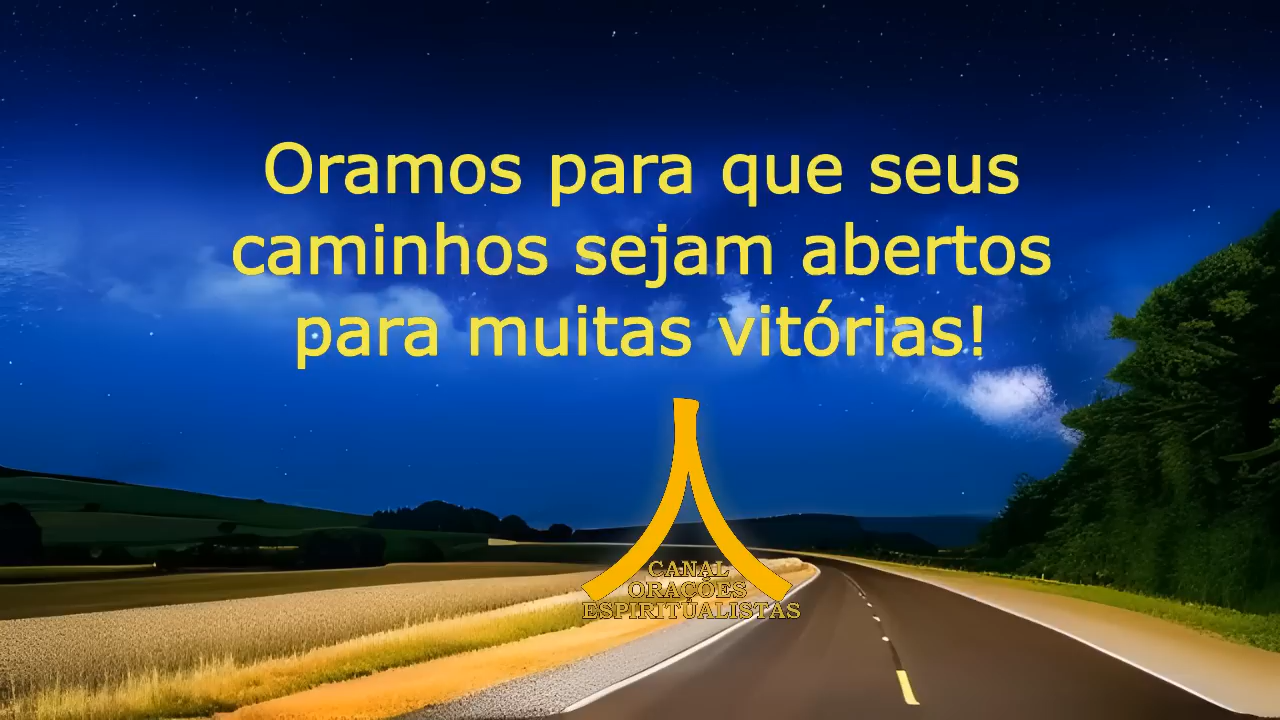 Oramos para que seus
caminhos sejam abertos
para muitas vitórias!
CANAL
ORAÇÕES
ESPIRITUALISTAS